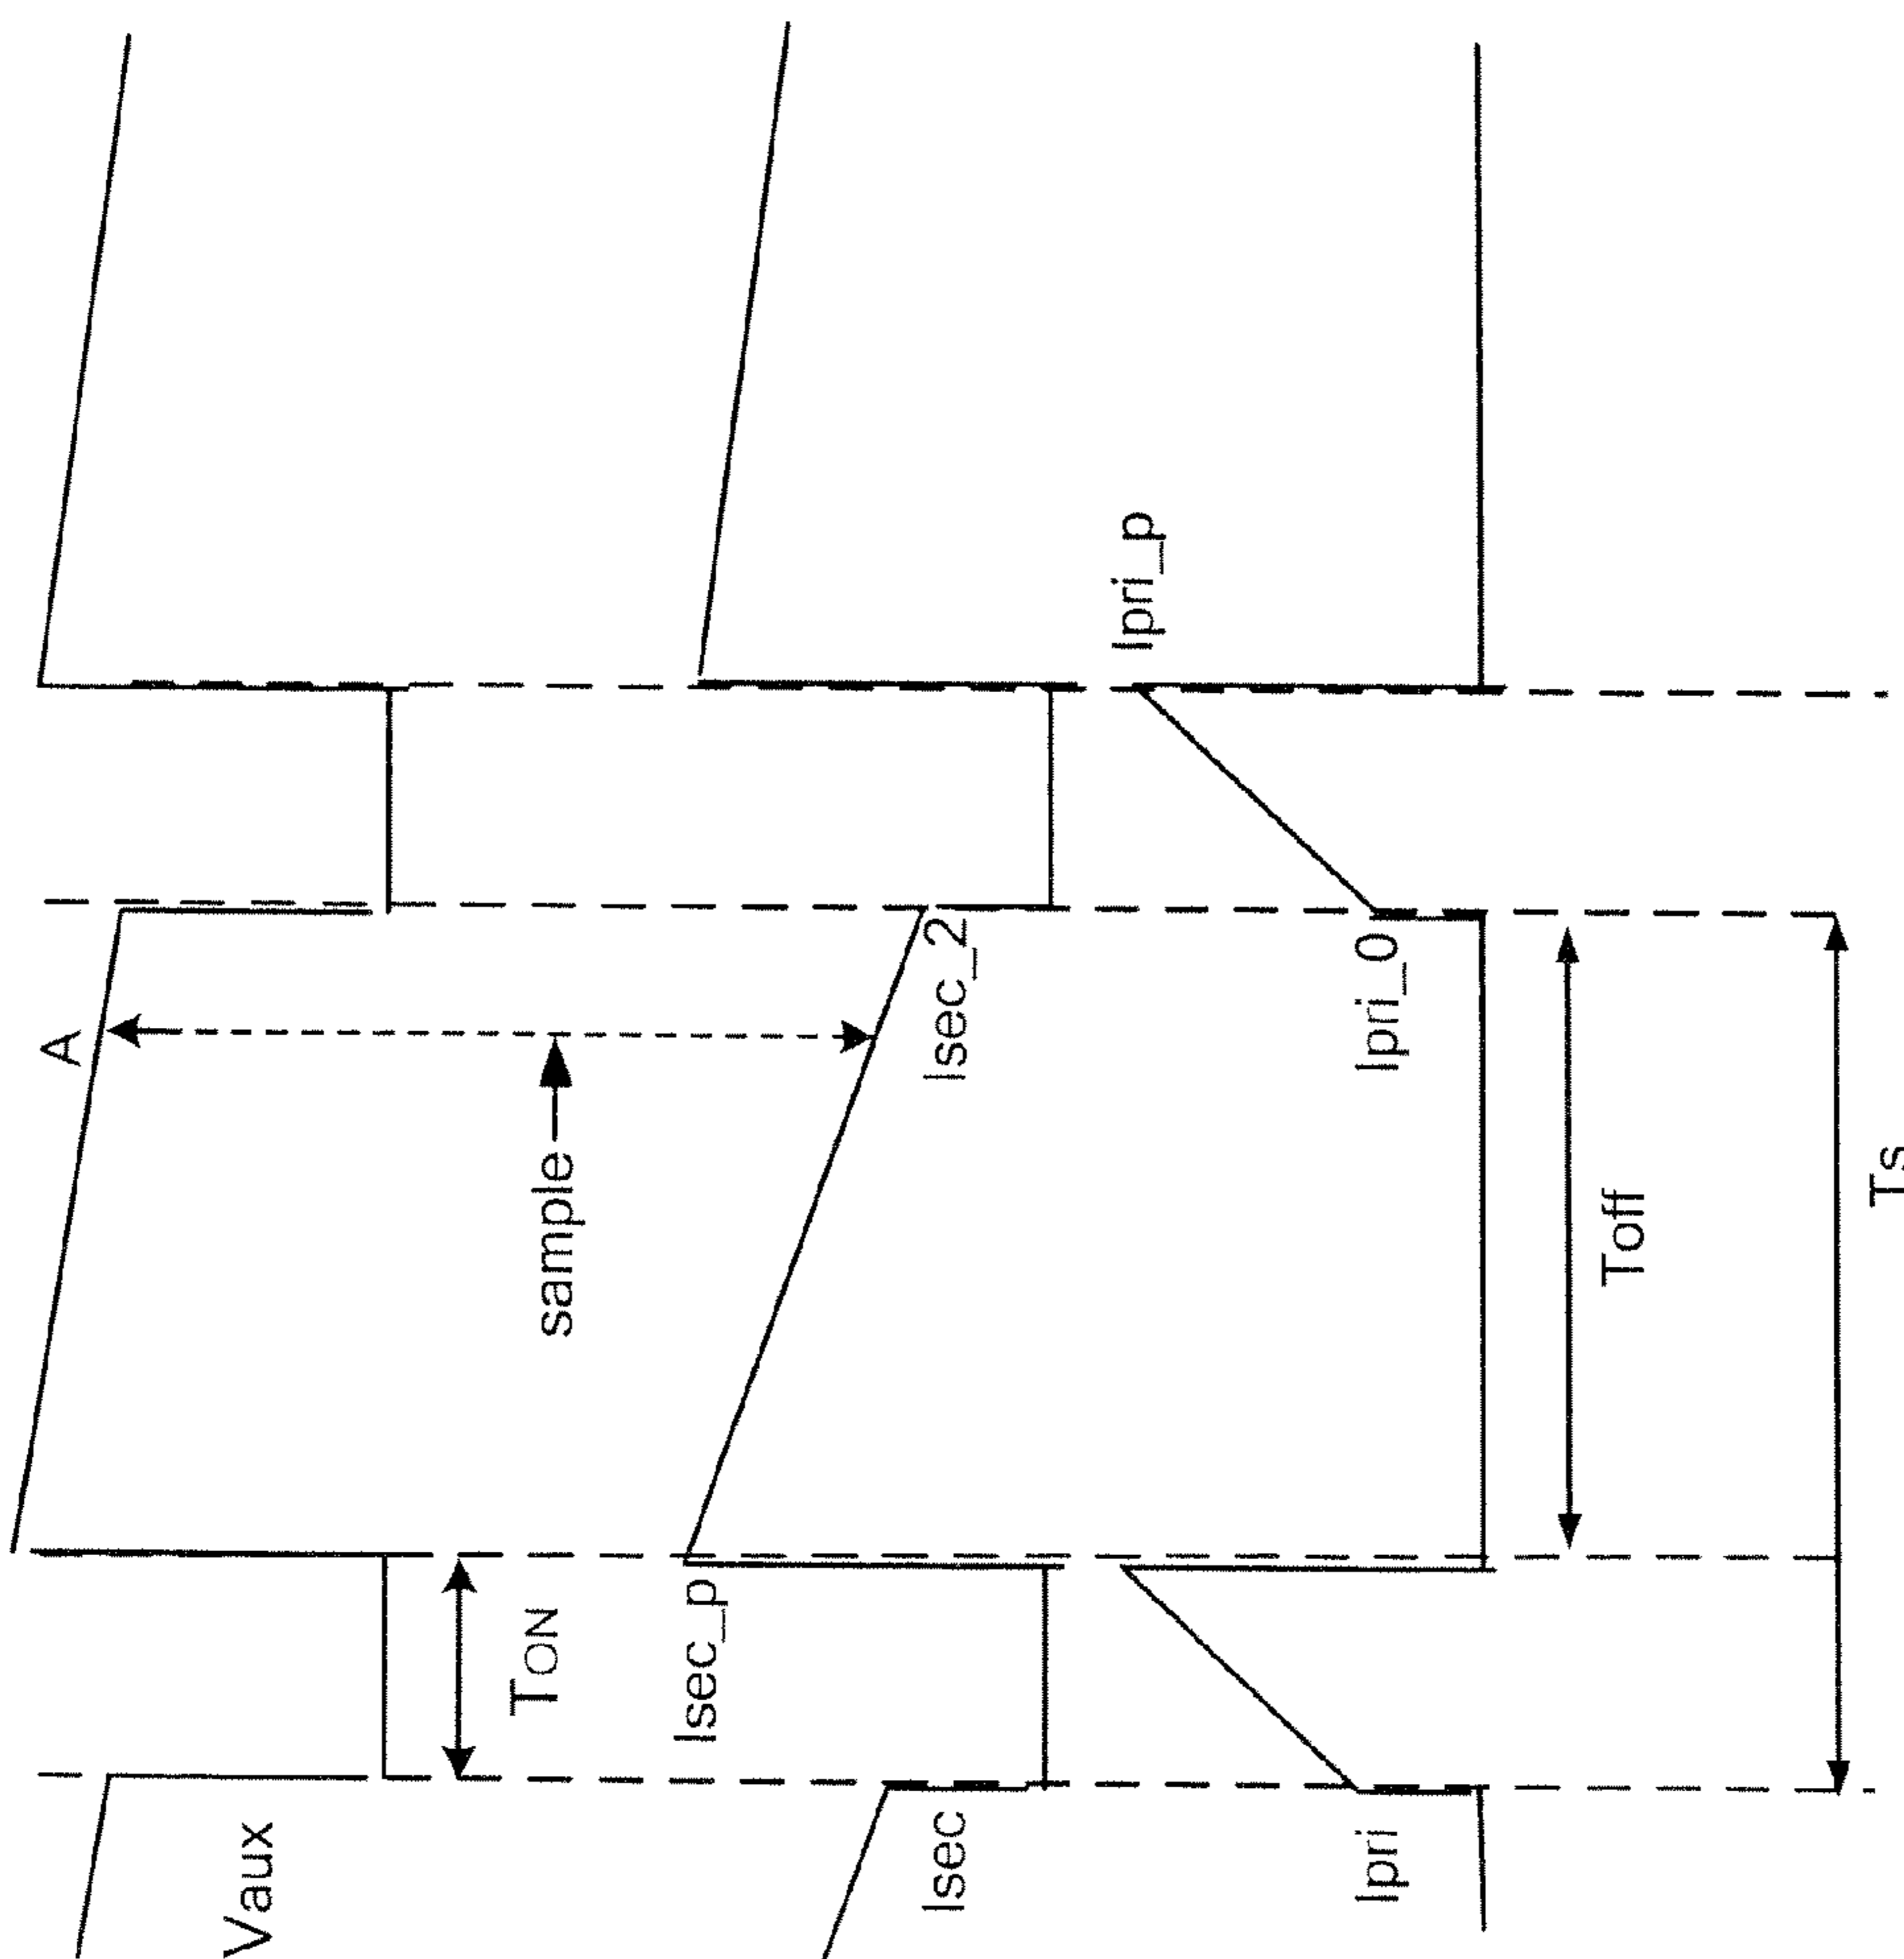 Vaux
A
TON
sample
Isec
Isec_p
Isec_2
Ipri
Ipri_0
Ipri_p
Toff
Ts